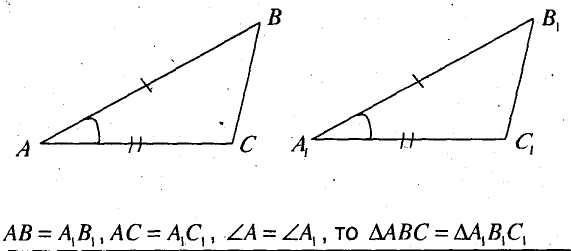 B
B₁
A
C
A₁
C₁
AB = A₁B₁, AC = A₁C₁, ∠A = ∠A₁, то ΔABC = ΔA₁B₁C₁